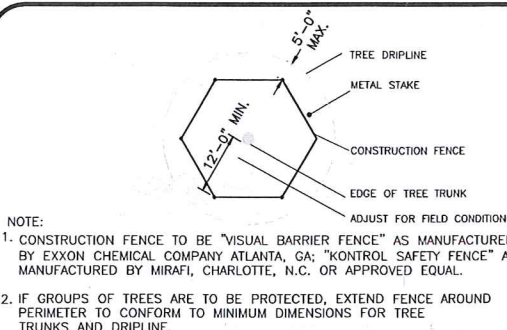 5'-0"
MAX.
TREE DRIPLINE
METAL STAKE
12'-0" MIN.
CONSTRUCTION FENCE
EDGE OF TREE TRUNK
ADJUST FOR FIELD CONDITION
NOTE:
1. CONSTRUCTION FENCE TO BE "VISUAL BARRIER FENCE" AS MANUFACTURE
BY EXXON CHEMICAL COMPANY ATLANTA, GA; "KONTROL SAFETY FENCE" A
MANUFACTURED BY MIRAFI, CHARLOTTE, N.C. OR APPROVED EQUAL.
2. IF GROUPS OF TREES ARE TO BE PROTECTED, EXTEND FENCE AROUND
PERIMETER TO CONFORM TO MINIMUM DIMENSIONS FOR TREE
TRUNKS AND DRIPLINE.